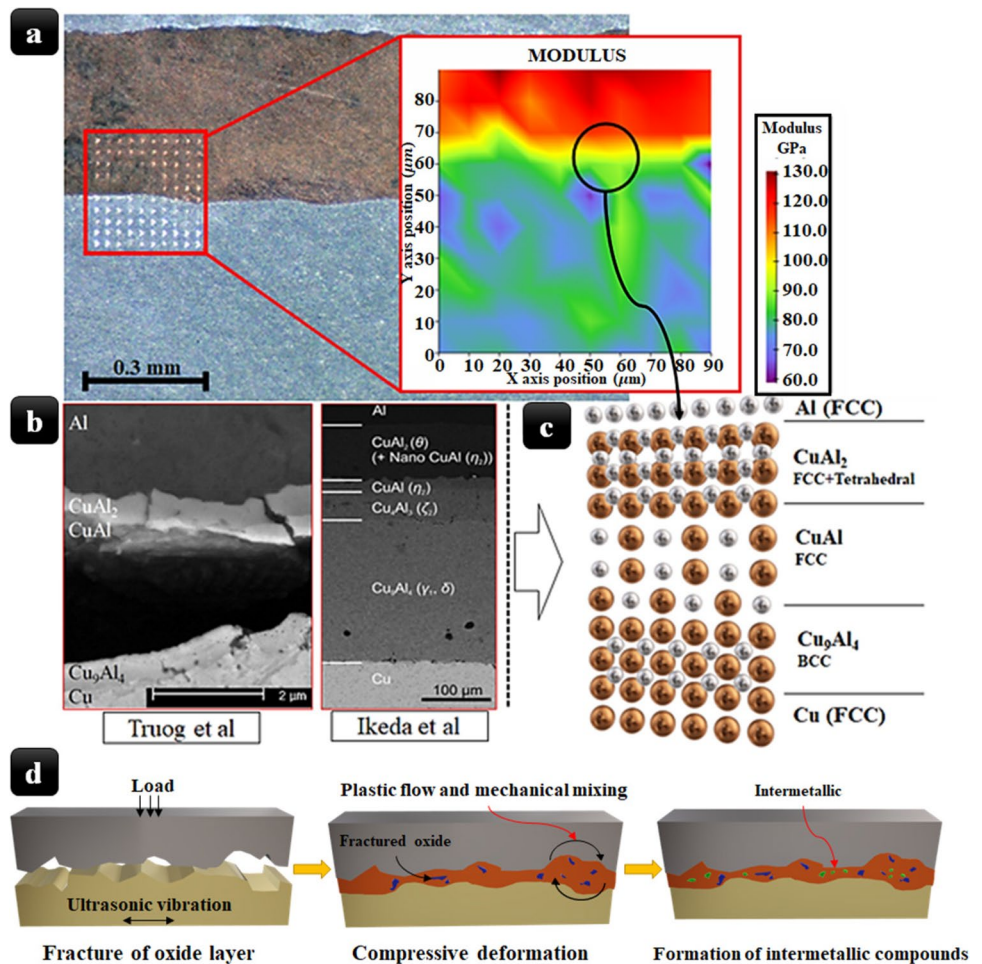 a
MODULUS
Y axis position (μm)
80
70
60
50
40
30
20
10
0
0 10 20 30 40 50 60 70 80 90
X axis position (μm)
Modulus
GPa
130.0
120.0
110.0
100.0
90.0
80.0
70.0
60.0
0.3 mm
b
Al
CuAl₂
CuAl
Cu₉Al₄
Cu
2 μm
Truog et al
Al
CuAl₂ (θ)
(+ Nano CuAl (η₂))
CuAl (η₂)
Cu₄Al₃ (ζ₂)
Cu₉Al₄ (γ₁, δ)
Cu
100 μm
Ikeda et al
c
Al (FCC)
CuAl₂
FCC+Tetrahedral
CuAl
FCC
Cu₉Al₄
BCC
Cu (FCC)
d
Load
Ultrasonic vibration
Fracture of oxide layer
Plastic flow and mechanical mixing
Fractured oxide
Compressive deformation
Intermetallic
Formation of intermetallic compounds